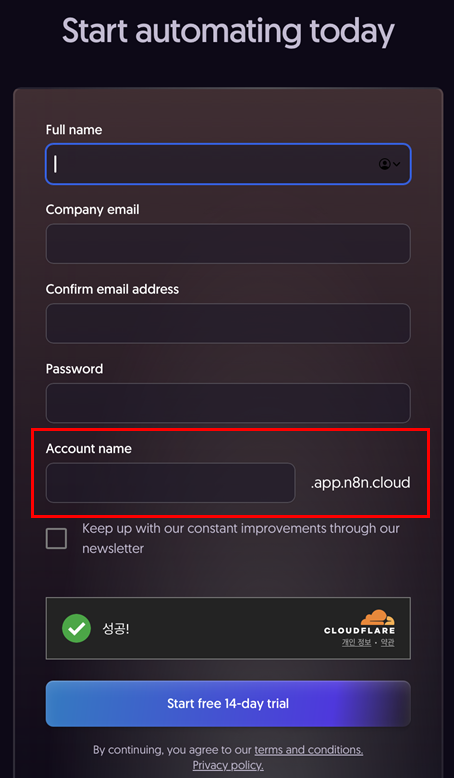 Start automating today
Full name
Company email
Confirm email address
Password
Account name
.app.n8n.cloud
Keep up with our constant improvements through our
newsletter
성공!
CLOUDFLARE
개인 정보 • 약관
Start free 14-day trial
By continuing, you agree to our terms and conditions.
Privacy policy.